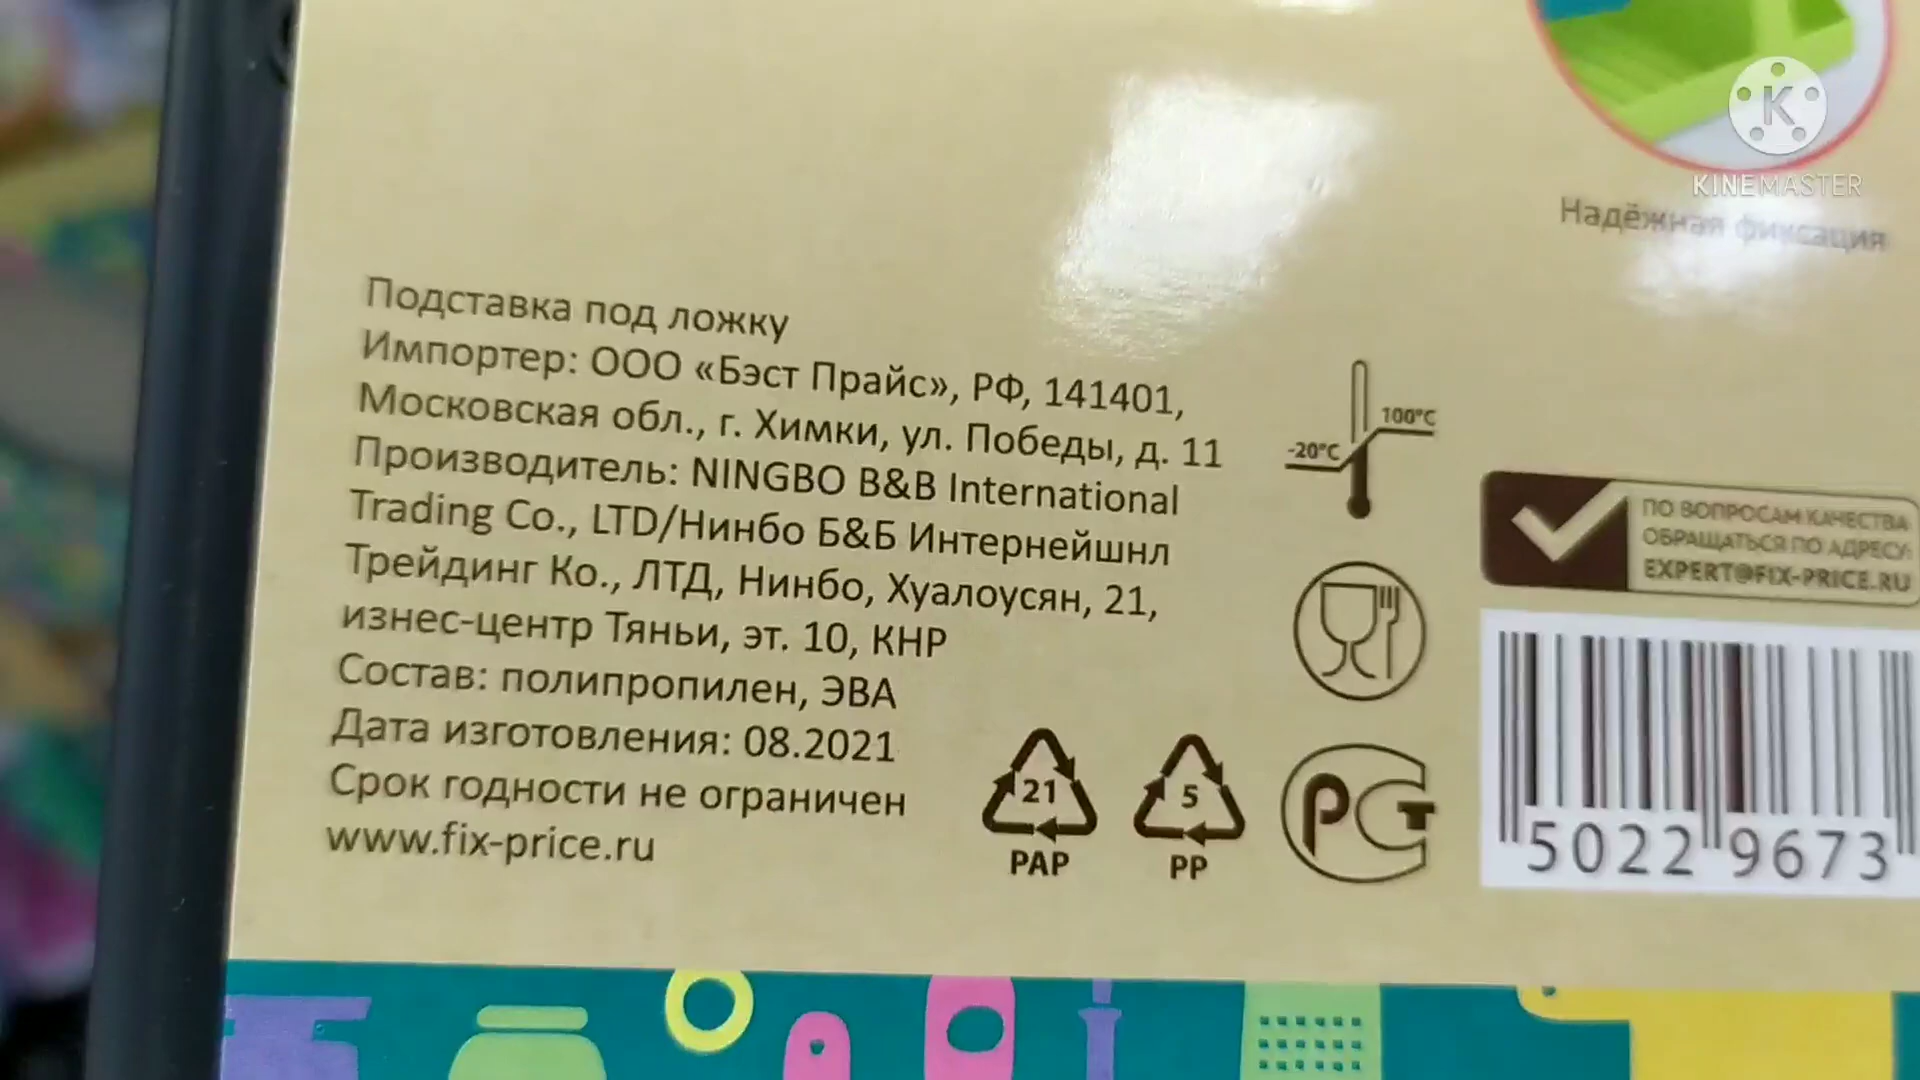 KINEMASTER
Надёжная фиксация
Подставка под ложку
Импортер: ООО «Бэст Прайс», РФ, 141401,
Московская обл., г. Химки, ул. Победы, д. 11
Производитель: NINGBO B&B International
Trading Co., LTD/Нинбо Б&Б Интернейшнл
Трейдинг Ко., ЛТД, Нинбо, Хуалоусян, 21,
изнес-центр Тяньи, эт. 10, КНР
Состав: полипропилен, ЭВА
Дата изготовления: 08.2021
Срок годности не ограничен
www.fix-price.ru
100°C
-20°C
ПО ВОПРОСАМ КАЧЕСТВА
ОБРАЩАТЬСЯ ПО АДРЕСУ:
EXPERT@FIX-PRICE.RU
21
PAP
5
PP
РСТ
5022 9673